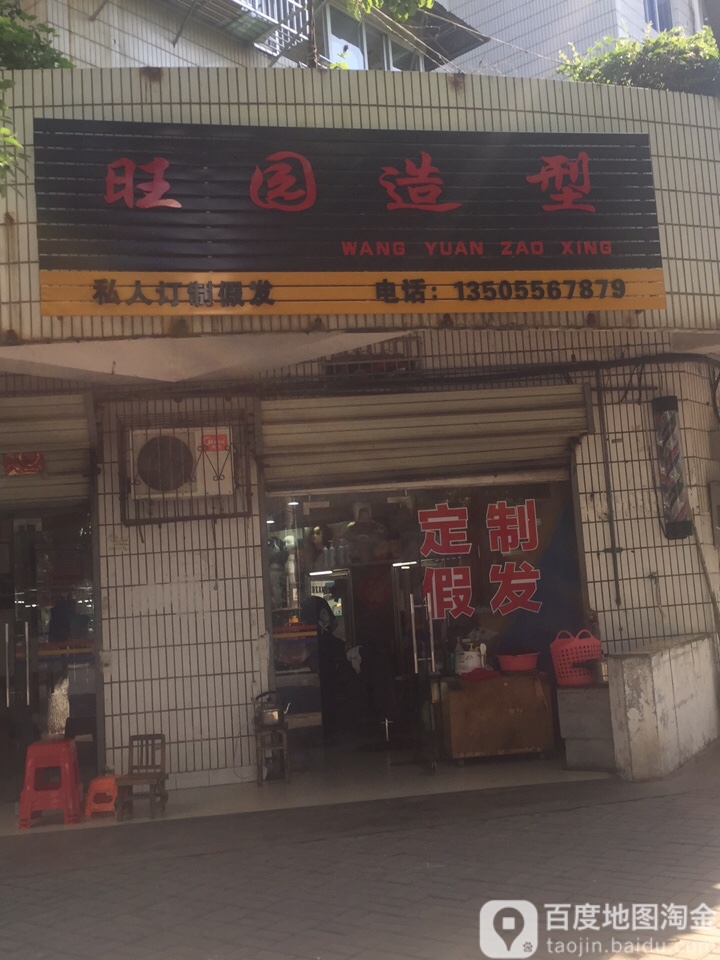 旺园造型
WANG YUAN ZAO XING
私人订制假发 电话：13505567879
定制
假发
百度地图淘金
taojin.baidu.com